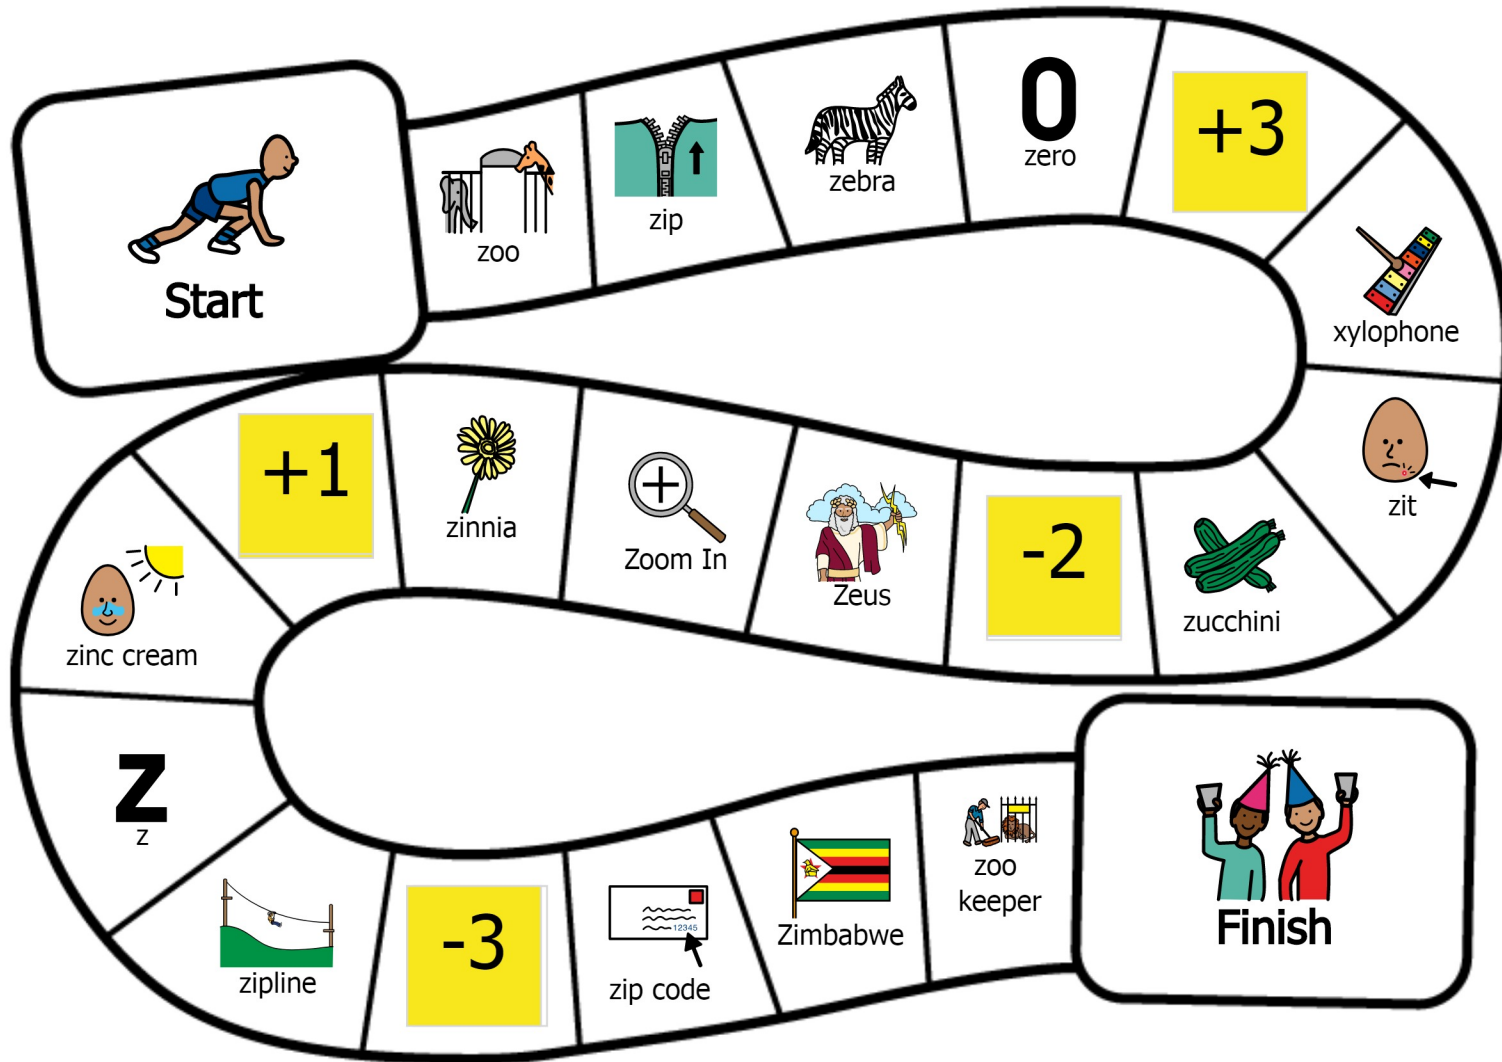 Start
zoo
zip
zebra
0
zero
+3
xylophone
zit
zucchini
-2
Zeus
Zoom In
zinnia
+1
zinc cream
z
z
zipline
-3
12345
zip code
Zimbabwe
zoo
keeper
Finish